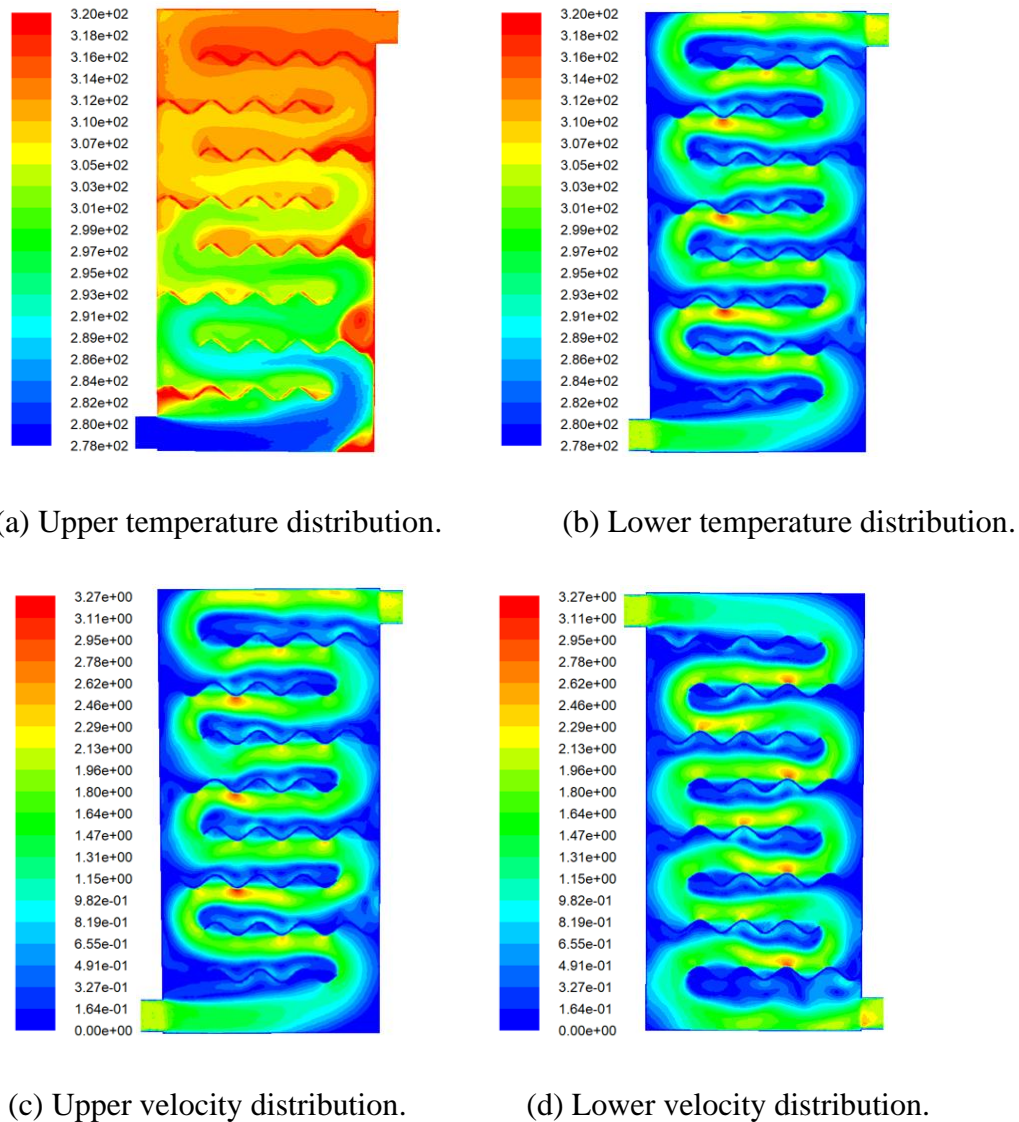 3.20e+02 3.20e+02
3.18e+02 3.18e+02
3.16e+02 3.16e+02
3.14e+02 3.14e+02
3.12e+02 3.12e+02
3.10e+02 3.10e+02
3.07e+02 3.07e+02
3.05e+02 3.05e+02
3.03e+02 3.03e+02
3.01e+02 3.01e+02
2.99e+02 2.99e+02
2.97e+02 2.97e+02
2.95e+02 2.95e+02
2.93e+02 2.93e+02
2.91e+02 2.91e+02
2.89e+02 2.89e+02
2.86e+02 2.86e+02
2.84e+02 2.84e+02
2.82e+02 2.82e+02
2.80e+02 2.80e+02
2.78e+02 2.78e+02
(a) Upper temperature distribution. (b) Lower temperature distribution.
3.27e+00 3.27e+00
3.11e+00 3.11e+00
2.95e+00 2.95e+00
2.78e+00 2.78e+00
2.62e+00 2.62e+00
2.46e+00 2.46e+00
2.29e+00 2.29e+00
2.13e+00 2.13e+00
1.96e+00 1.96e+00
1.80e+00 1.80e+00
1.64e+00 1.64e+00
1.47e+00 1.47e+00
1.31e+00 1.31e+00
1.15e+00 1.15e+00
9.82e-01 9.82e-01
8.19e-01 8.19e-01
6.55e-01 6.55e-01
4.91e-01 4.91e-01
3.27e-01 3.27e-01
1.64e-01 1.64e-01
0.00e+00 0.00e+00
(c) Upper velocity distribution. (d) Lower velocity distribution.